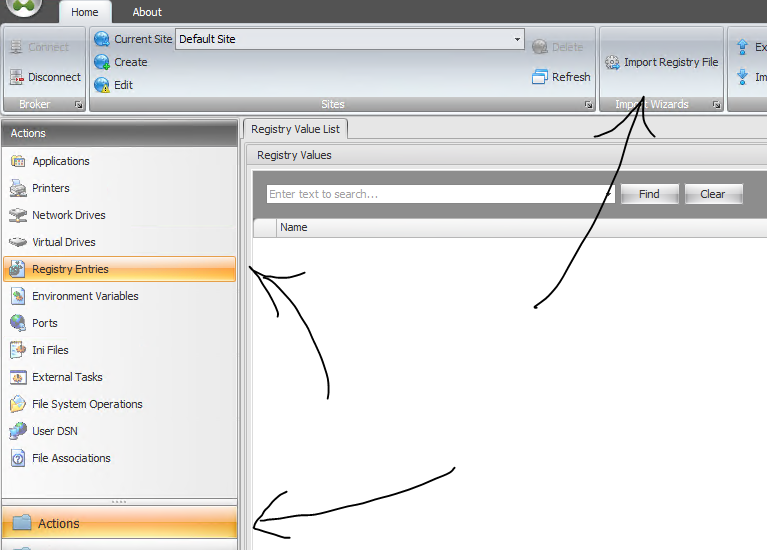 Home About
Connect
Disconnect
Broker
Current Site Default Site
Create
Edit
Delete
Refresh
Sites
Import Registry File
Import Wizards
Actions
Applications
Printers
Network Drives
Virtual Drives
Registry Entries
Environment Variables
Ports
Ini Files
External Tasks
File System Operations
User DSN
File Associations
Actions
Registry Value List
Registry Values
Enter text to search... Find Clear
Name